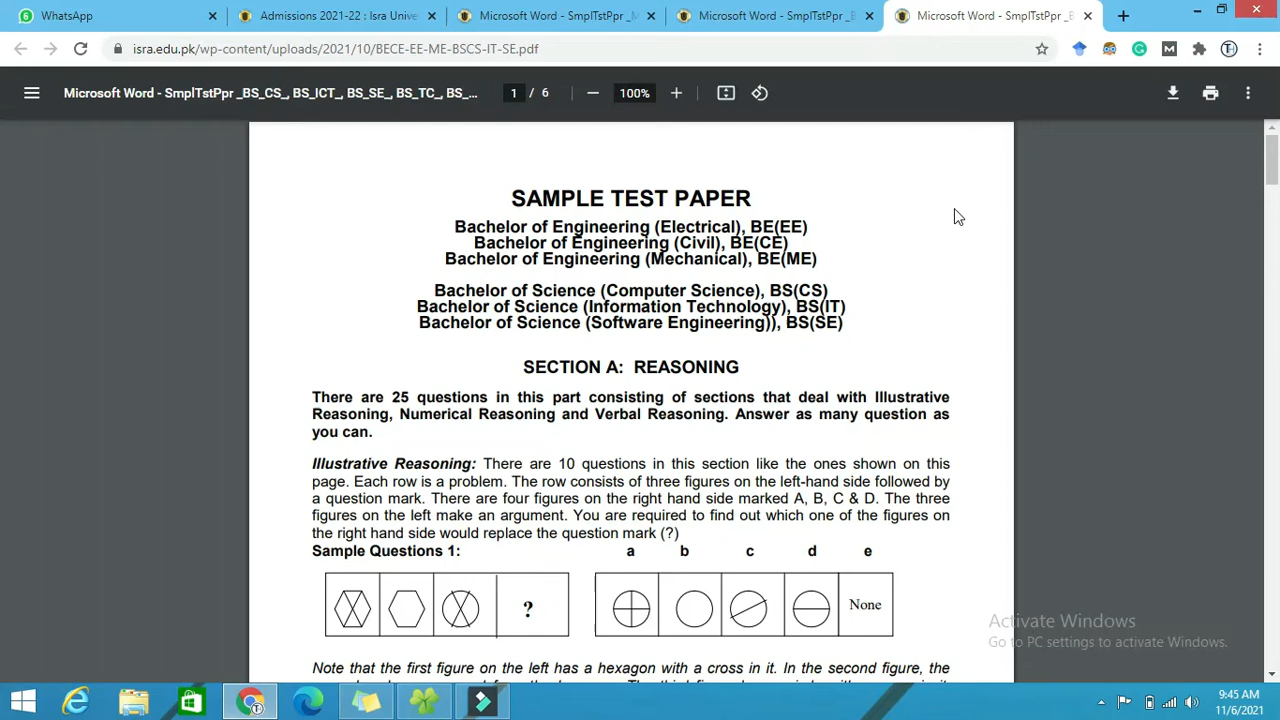 WhatsApp
Admissions 2021-22 : Isra Unive
Microsoft Word - SmplTstPpr _M
Microsoft Word - SmplTstPpr _B
Microsoft Word - SmplTstPpr _B
isra.edu.pk/wp-content/uploads/2021/10/BECE-EE-ME-BSCS-IT-SE.pdf
Microsoft Word - SmplTstPpr _BS_CS_, BS_ICT_, BS_SE_, BS_TC_, BS_...
1 / 6
100%
SAMPLE TEST PAPER
Bachelor of Engineering (Electrical), BE(EE)
Bachelor of Engineering (Civil), BE(CE)
Bachelor of Engineering (Mechanical), BE(ME)
Bachelor of Science (Computer Science), BS(CS)
Bachelor of Science (Information Technology), BS(IT)
Bachelor of Science (Software Engineering)), BS(SE)
SECTION A: REASONING
There are 25 questions in this part consisting of sections that deal with Illustrative
Reasoning, Numerical Reasoning and Verbal Reasoning. Answer as many question as
you can.
Illustrative Reasoning: There are 10 questions in this section like the ones shown on this
page. Each row is a problem. The row consists of three figures on the left-hand side followed by
a question mark. There are four figures on the right hand side marked A, B, C & D. The three
figures on the left make an argument. You are required to find out which one of the figures on
the right hand side would replace the question mark (?)
Sample Questions 1: a b c d e
? None
Note that the first figure on the left has a hexagon with a cross in it. In the second figure, the
Activate Windows
Go to PC settings to activate Windows.
9:45 AM
11/6/2021